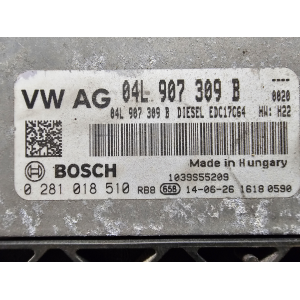 VW AG 04L 907 309 B
0020
04L 907 309 B DIESEL EDC17C64 HW: H22
BOSCH Made in Hungary
1039S55209
0 281 018 510 RB8 658 14-06-26 1618 0590